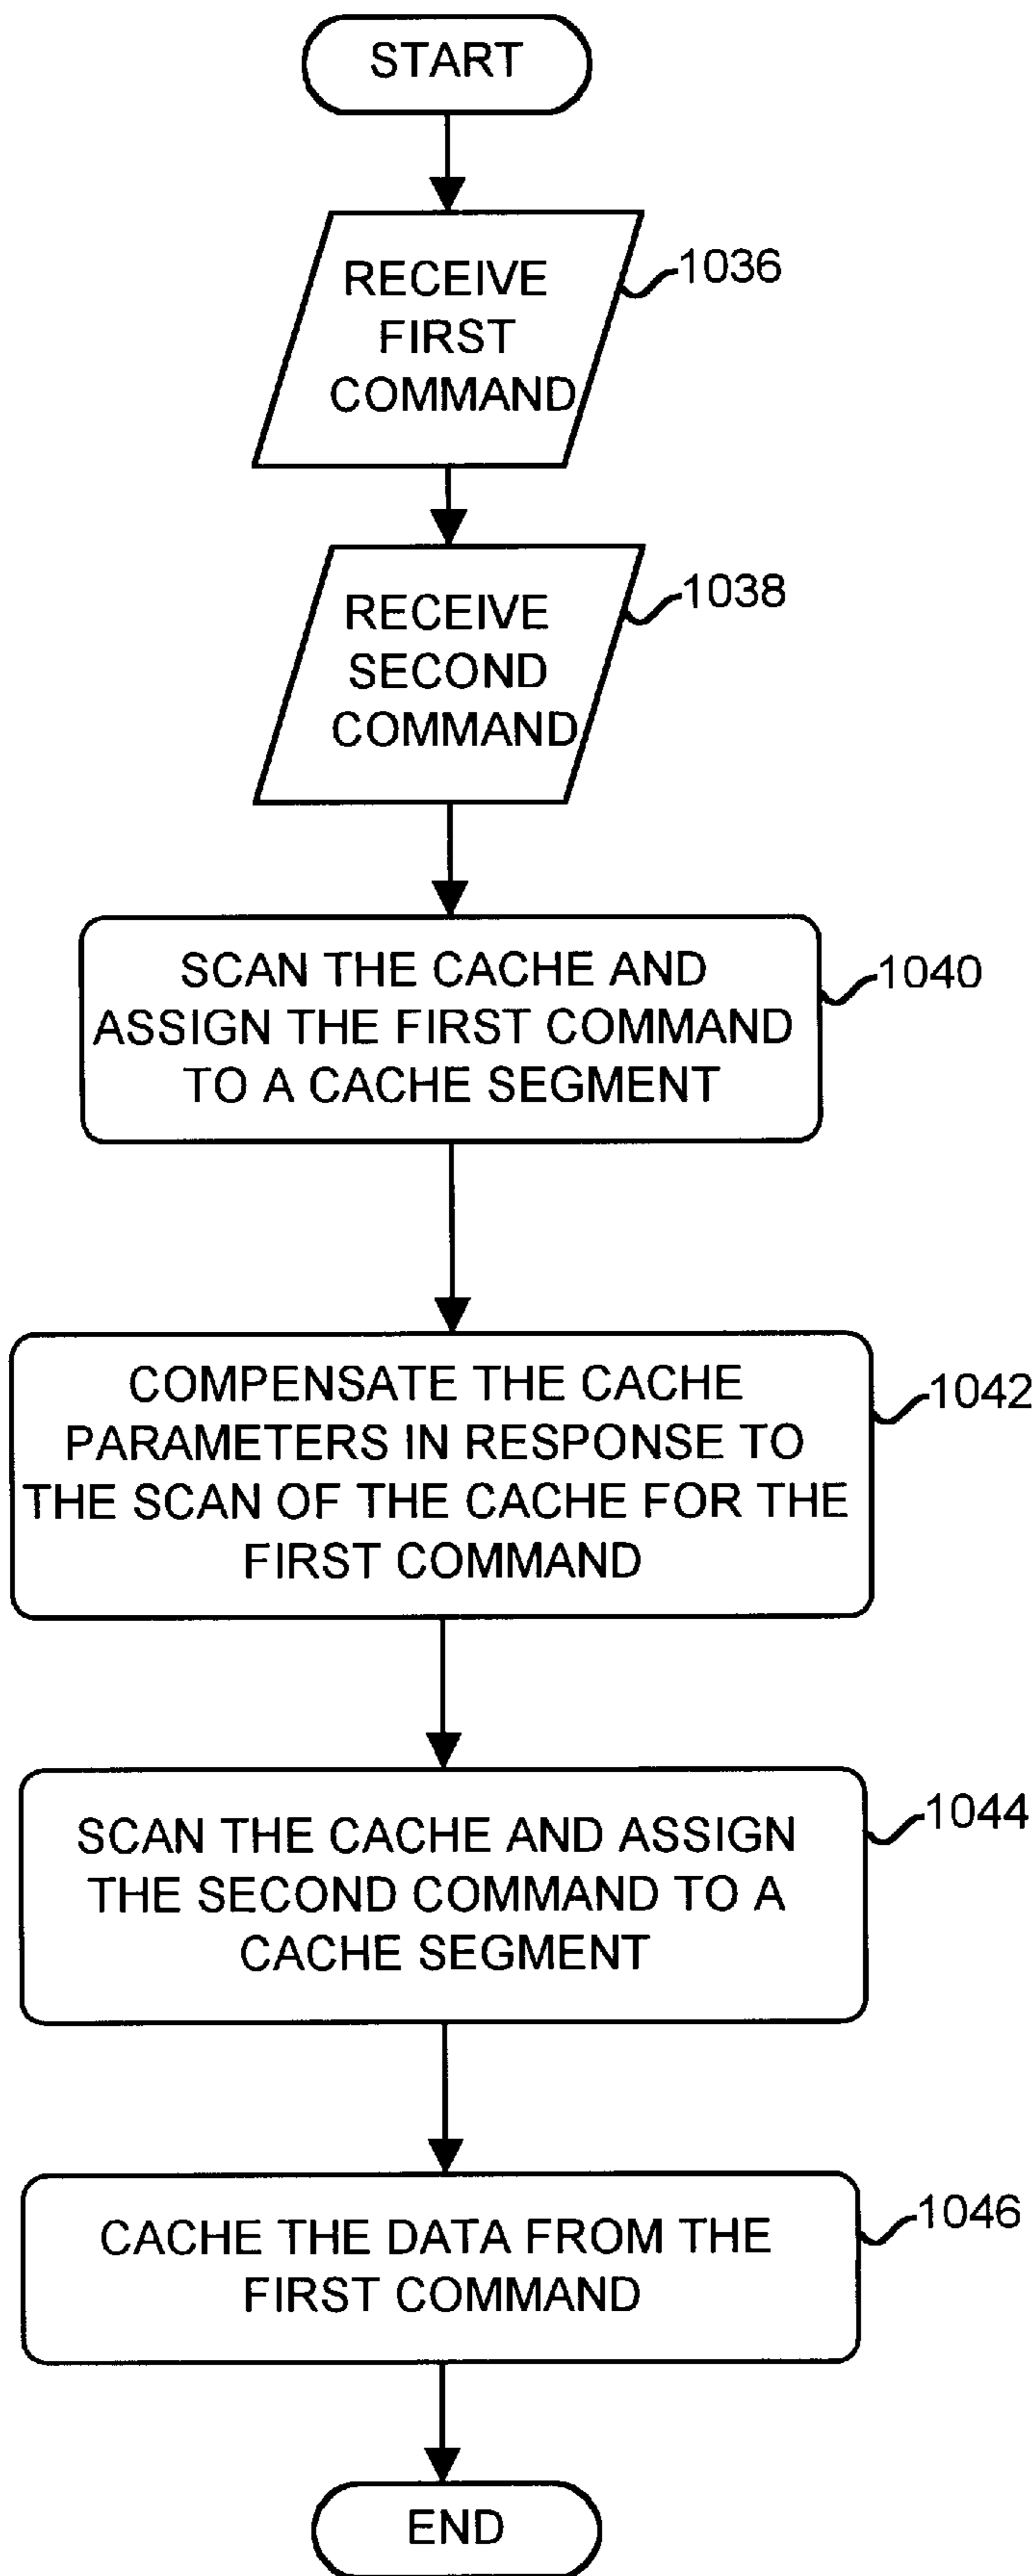 START
RECEIVE
FIRST
COMMAND
1036
RECEIVE
SECOND
COMMAND
1038
SCAN THE CACHE AND
ASSIGN THE FIRST COMMAND
TO A CACHE SEGMENT
1040
COMPENSATE THE CACHE
PARAMETERS IN RESPONSE TO
THE SCAN OF THE CACHE FOR THE
FIRST COMMAND
1042
SCAN THE CACHE AND ASSIGN
THE SECOND COMMAND TO A
CACHE SEGMENT
1044
CACHE THE DATA FROM THE
FIRST COMMAND
1046
END